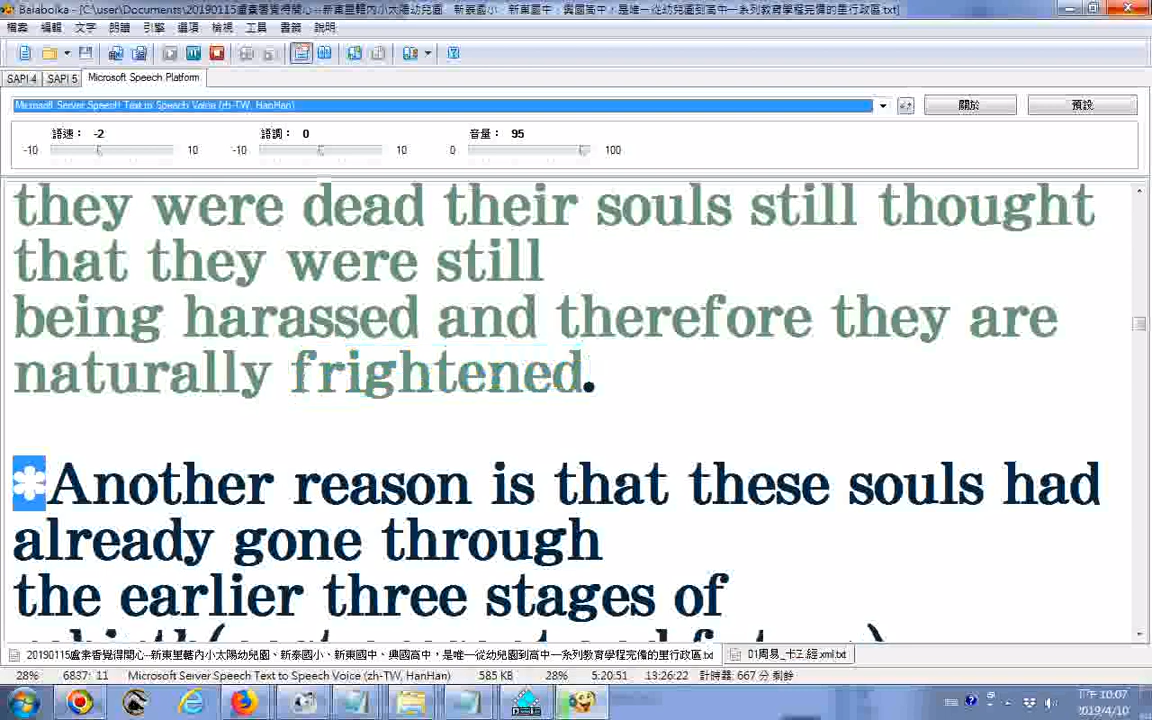 Balabolka - [C:\user\Documents\20190115盧秉香覺得開心--新東里轄內小太陽幼兒園、新泰國小、新東國中、興國高中，是唯一從幼兒園到高中一系列教育學程完備的里行政區.txt]
檔案 編輯 文字 朗讀 引擎 選項 檢視 工具 書籤 說明
SAPI 4 SAPI 5 Microsoft Speech Platform
Microsoft Server Speech Text to Speech Voice (zh-TW, HanHan) 關於 預設
語速： -2 語調： 0 音量： 95
-10 10 -10 10 0 100
they were dead their souls still thought
that they were still
being harassed and therefore they are
naturally frightened.
*Another reason is that these souls had
already gone through
the earlier three stages of
20190115盧秉香覺得開心--新東里轄內小太陽幼兒園、新泰國小、新東國中、興國高中，是唯一從幼兒園到高中一系列教育學程完備的里行政區.txt 01周易_卡
28% 6837: 11 Microsoft Server Speech Text to Speech Voice (zh-TW, HanHan) 585 KB 28% 5:20:51 13:26:22 計時器: 667 分 剩餘
下午 10:07
2019/4/10